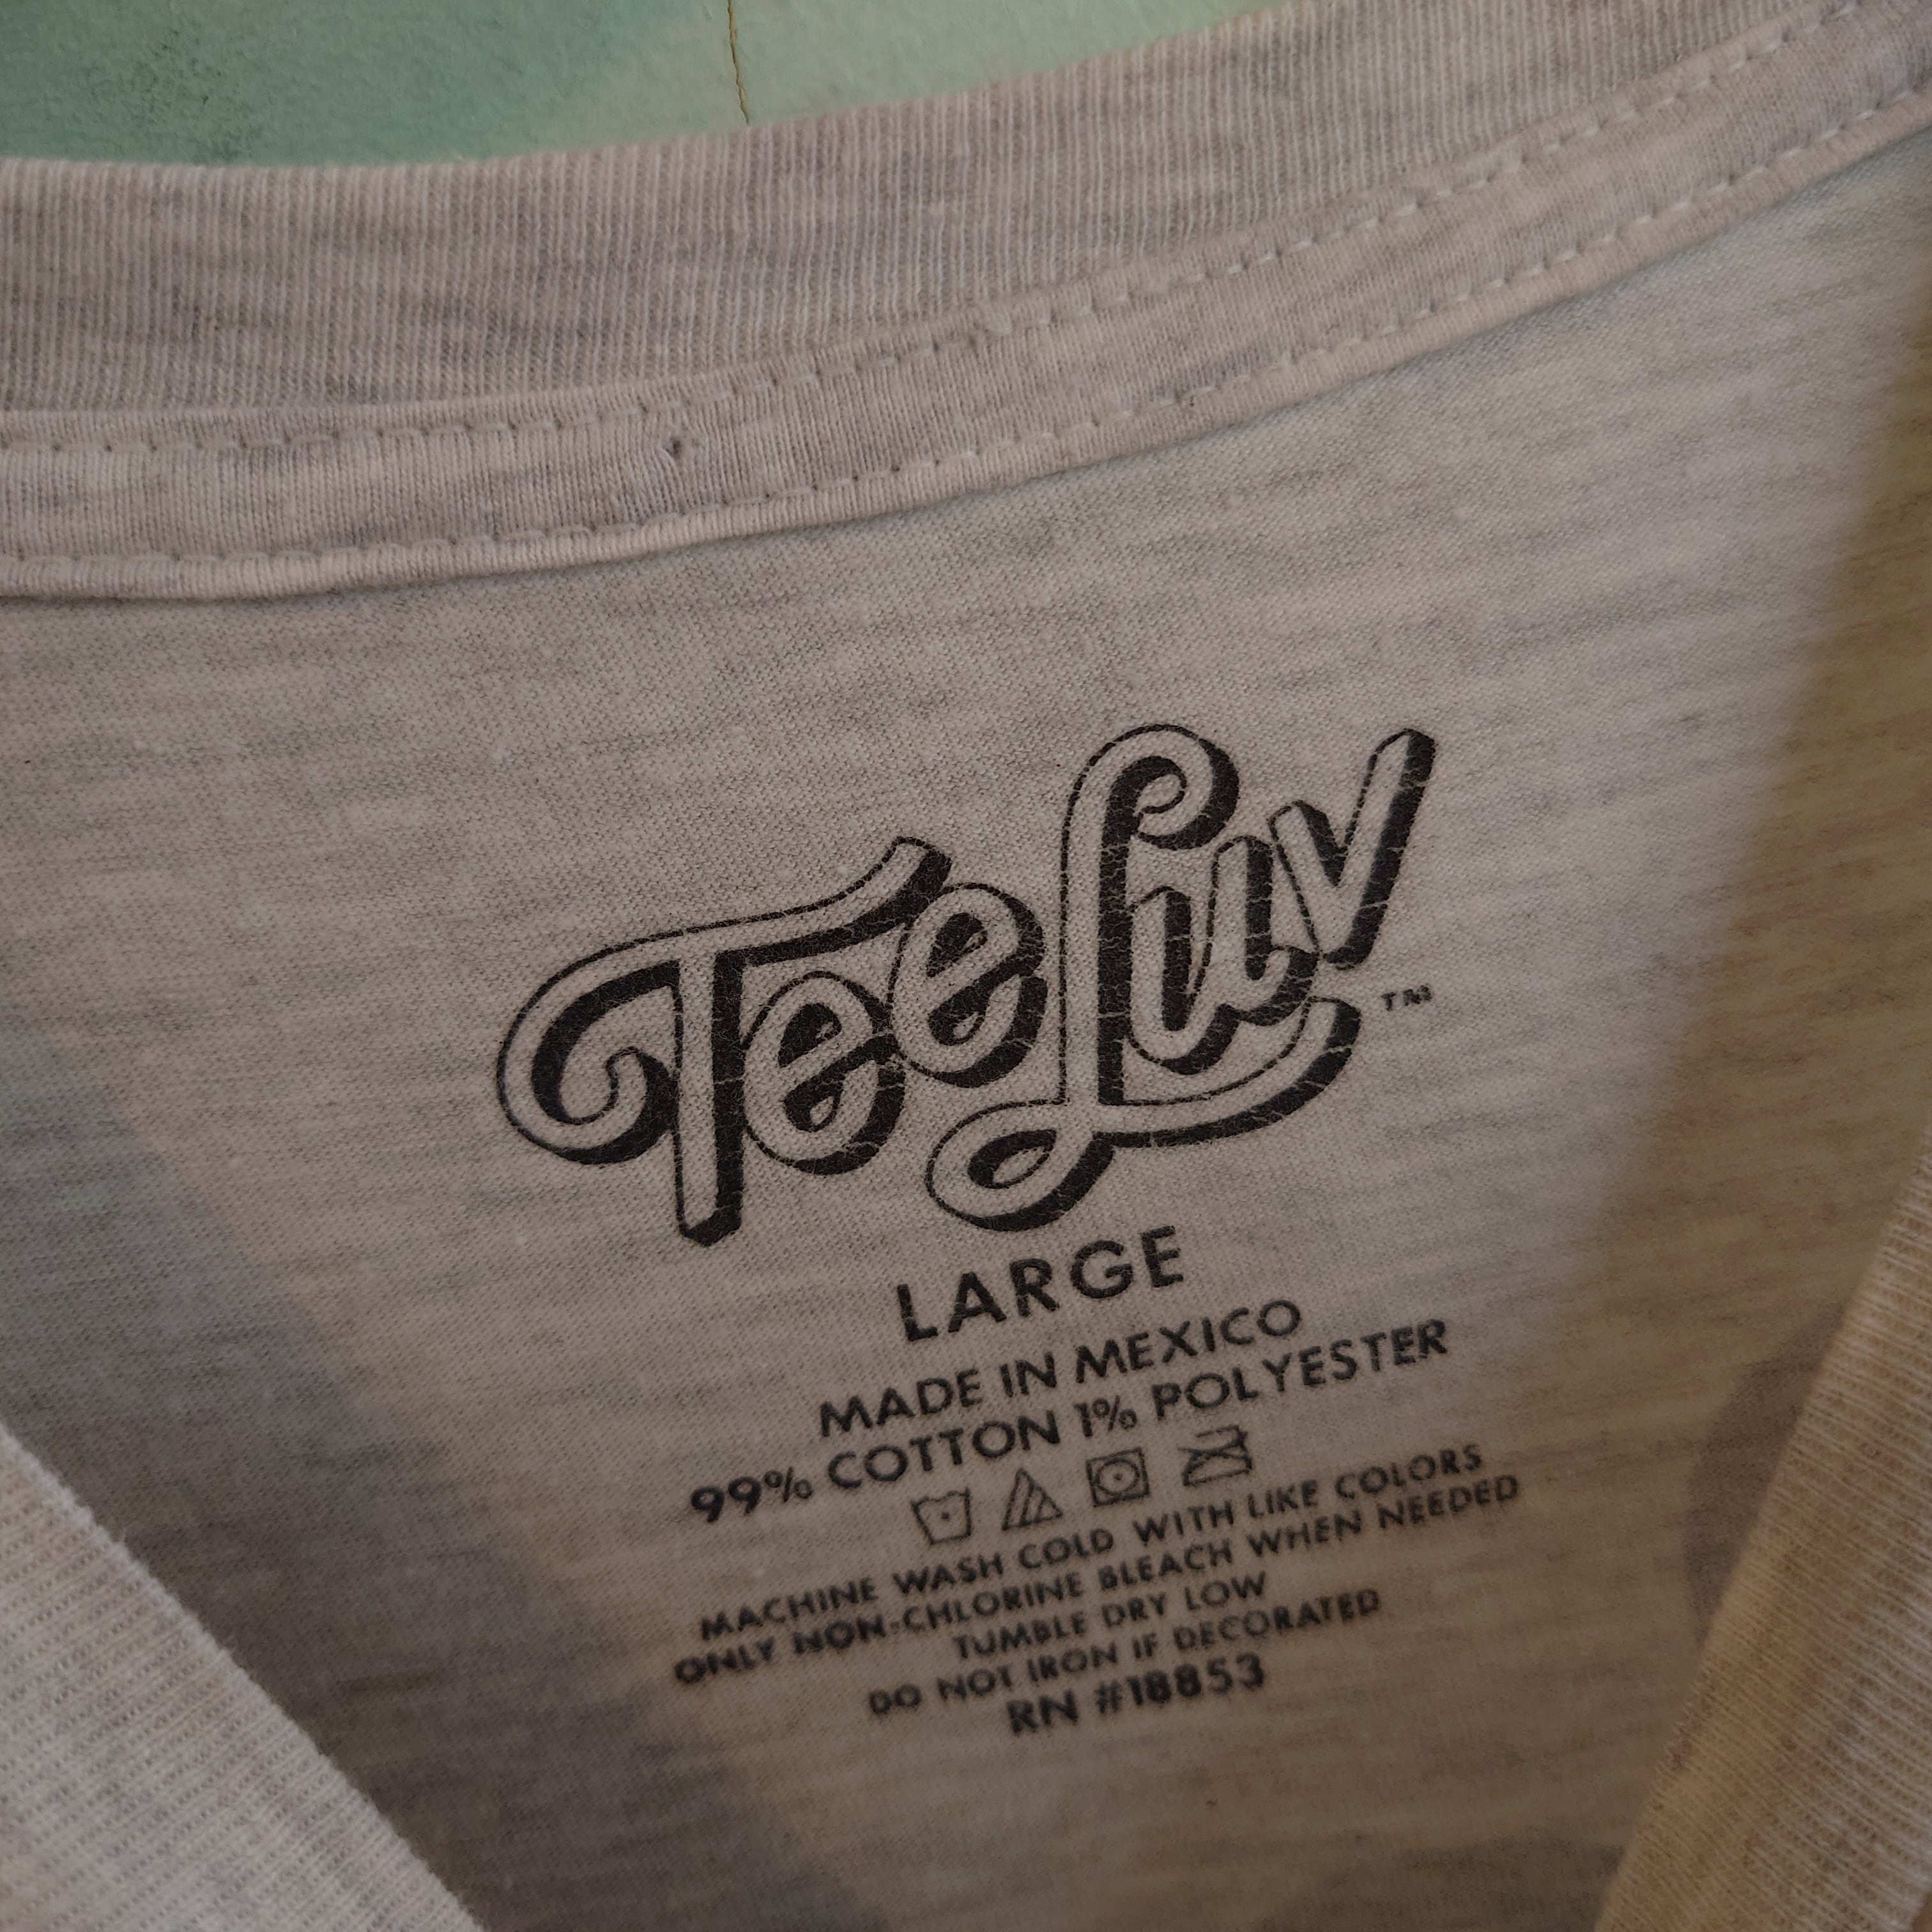 TeeLuv™
LARGE
MADE IN MEXICO
99% COTTON 1% POLYESTER
MACHINE WASH COLD WITH LIKE COLORS
ONLY NON-CHLORINE BLEACH WHEN NEEDED
TUMBLE DRY LOW
DO NOT IRON IF DECORATED
RN #18853